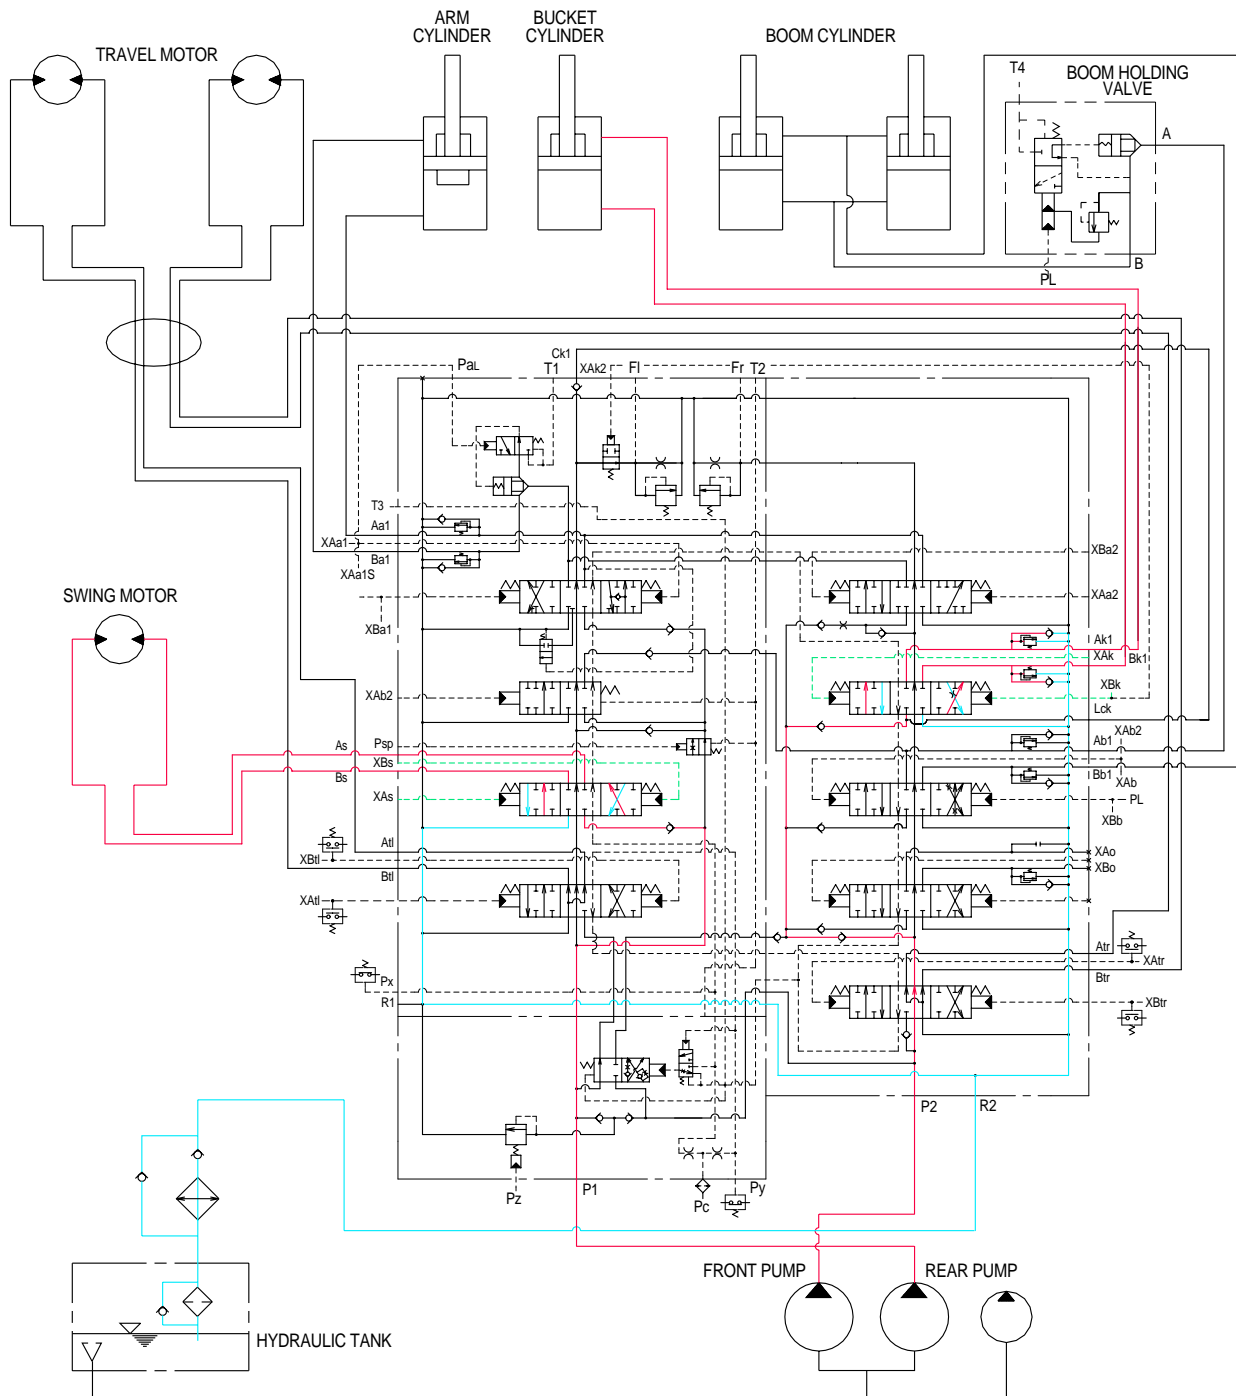 ARM
CYLINDER
BUCKET
CYLINDER
BOOM CYLINDER
TRAVEL MOTOR
T4
BOOM HOLDING
VALVE
A
B
PL
Ck1
PaL
T1
XAk2
Fl
Fr
T2
T3
Aa1
XAa1
Ba1
XAa1S
XBa1
XBa2
XAa2
SWING MOTOR
Ak1
XAk
Bk1
XBk
Lck
XAb2
XAb2
Psp
Ab1
As
XBs
Bs
Bb1
XAb
XAs
PL
XBb
Atl
XBtl
Btl
XAtl
XAo
XBo
Atr
XAtr
Btr
XBtr
Px
R1
P2
R2
Pz
P1
Pc
Py
FRONT PUMP
REAR PUMP
HYDRAULIC TANK